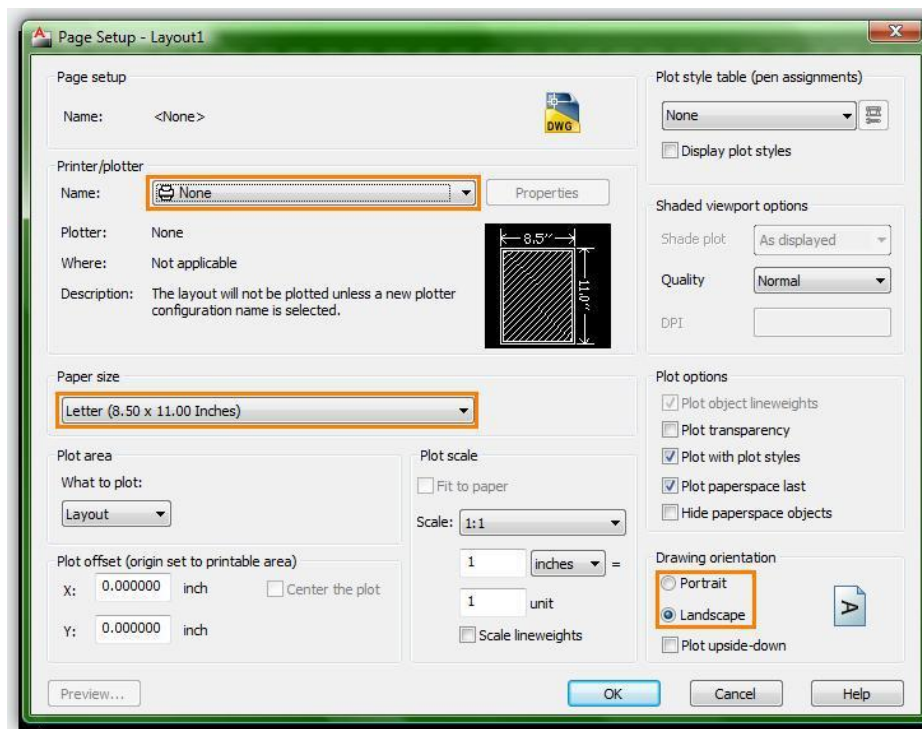 Page Setup - Layout1
Page setup
Name: <None>
DWG
Printer/plotter
Name: None
Properties
Plotter: None
Where: Not applicable
Description: The layout will not be plotted unless a new plotter
configuration name is selected.
8.5″
11.0″
Paper size
Letter (8.50 x 11.00 Inches)
Plot area
What to plot:
Layout
Plot offset (origin set to printable area)
X: 0.000000 inch
Center the plot
Y: 0.000000 inch
Plot scale
Fit to paper
Scale: 1:1
1 inches =
1 unit
Scale lineweights
Plot style table (pen assignments)
None
Display plot styles
Shaded viewport options
Shade plot As displayed
Quality Normal
DPI
Plot options
Plot object lineweights
Plot transparency
Plot with plot styles
Plot paperspace last
Hide paperspace objects
Drawing orientation
Portrait
Landscape
A
Plot upside-down
Preview...
OK
Cancel
Help